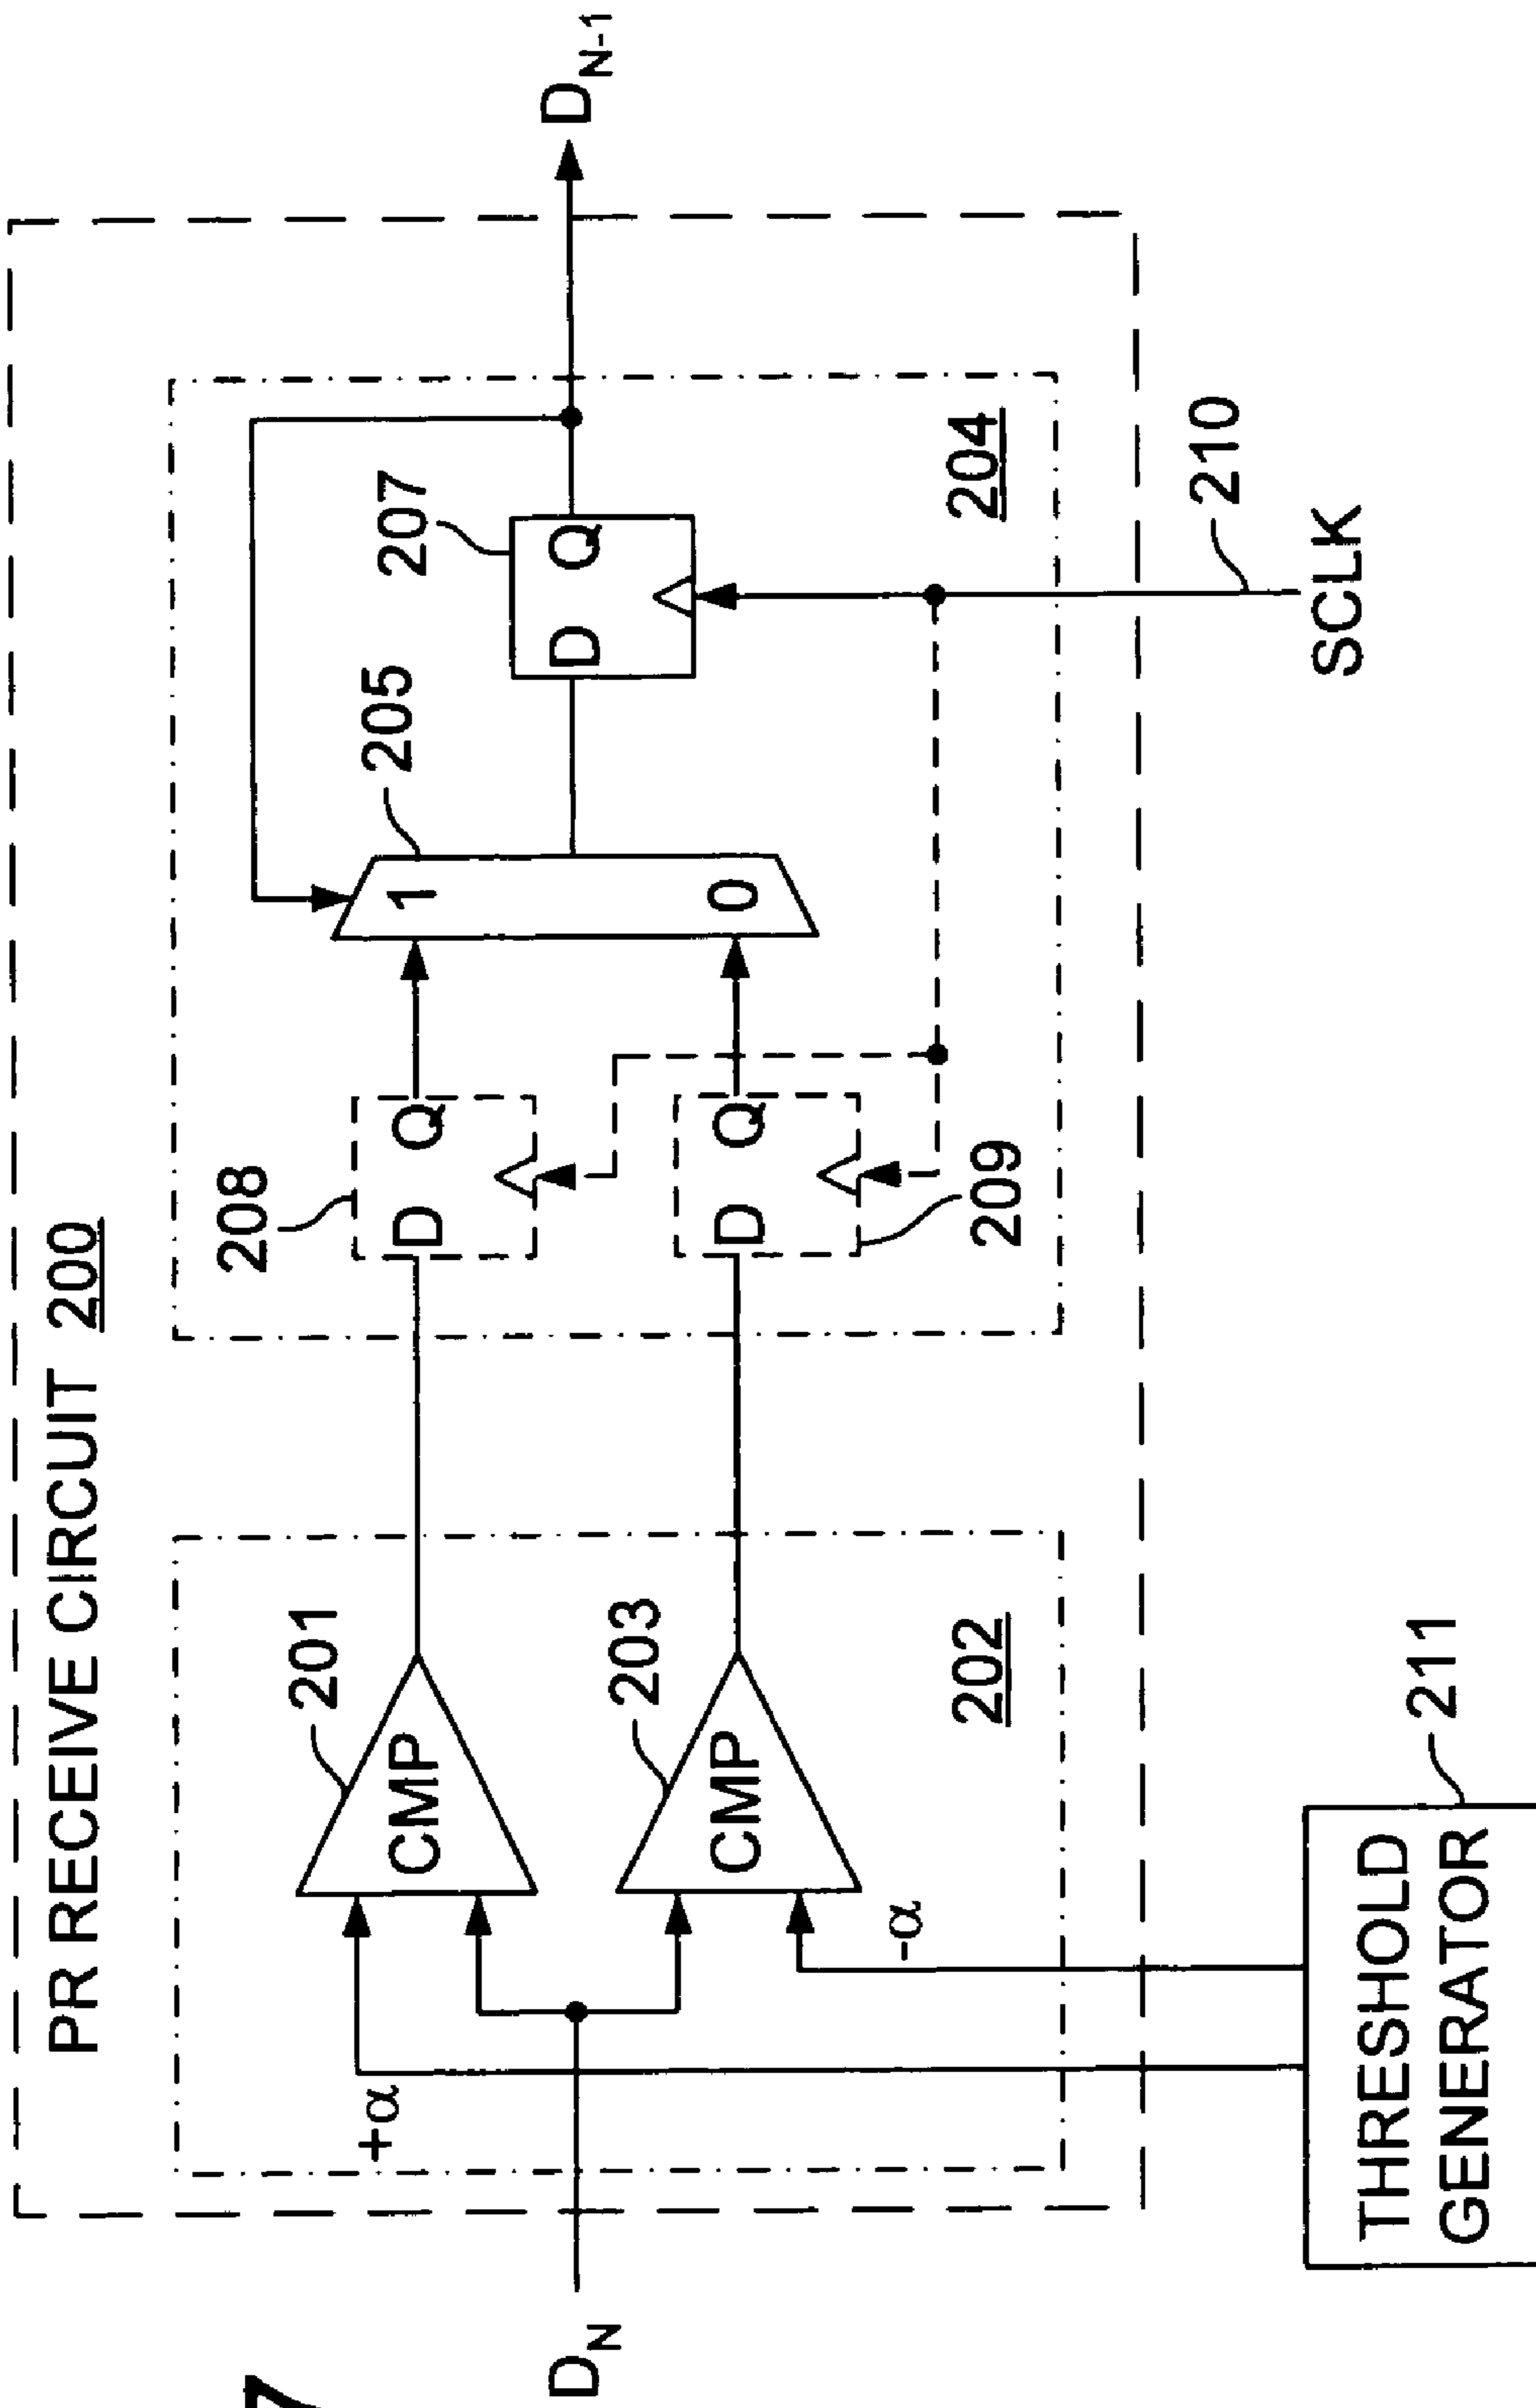 7
PR RECEIVE CIRCUIT 200
201
CMP
+α
203
CMP
-α
202
208
D Q
D Q
209
205
1
0
207
D Q
204
D_N
D_{N-1}
210
SCLK
211
THRESHOLD
GENERATOR